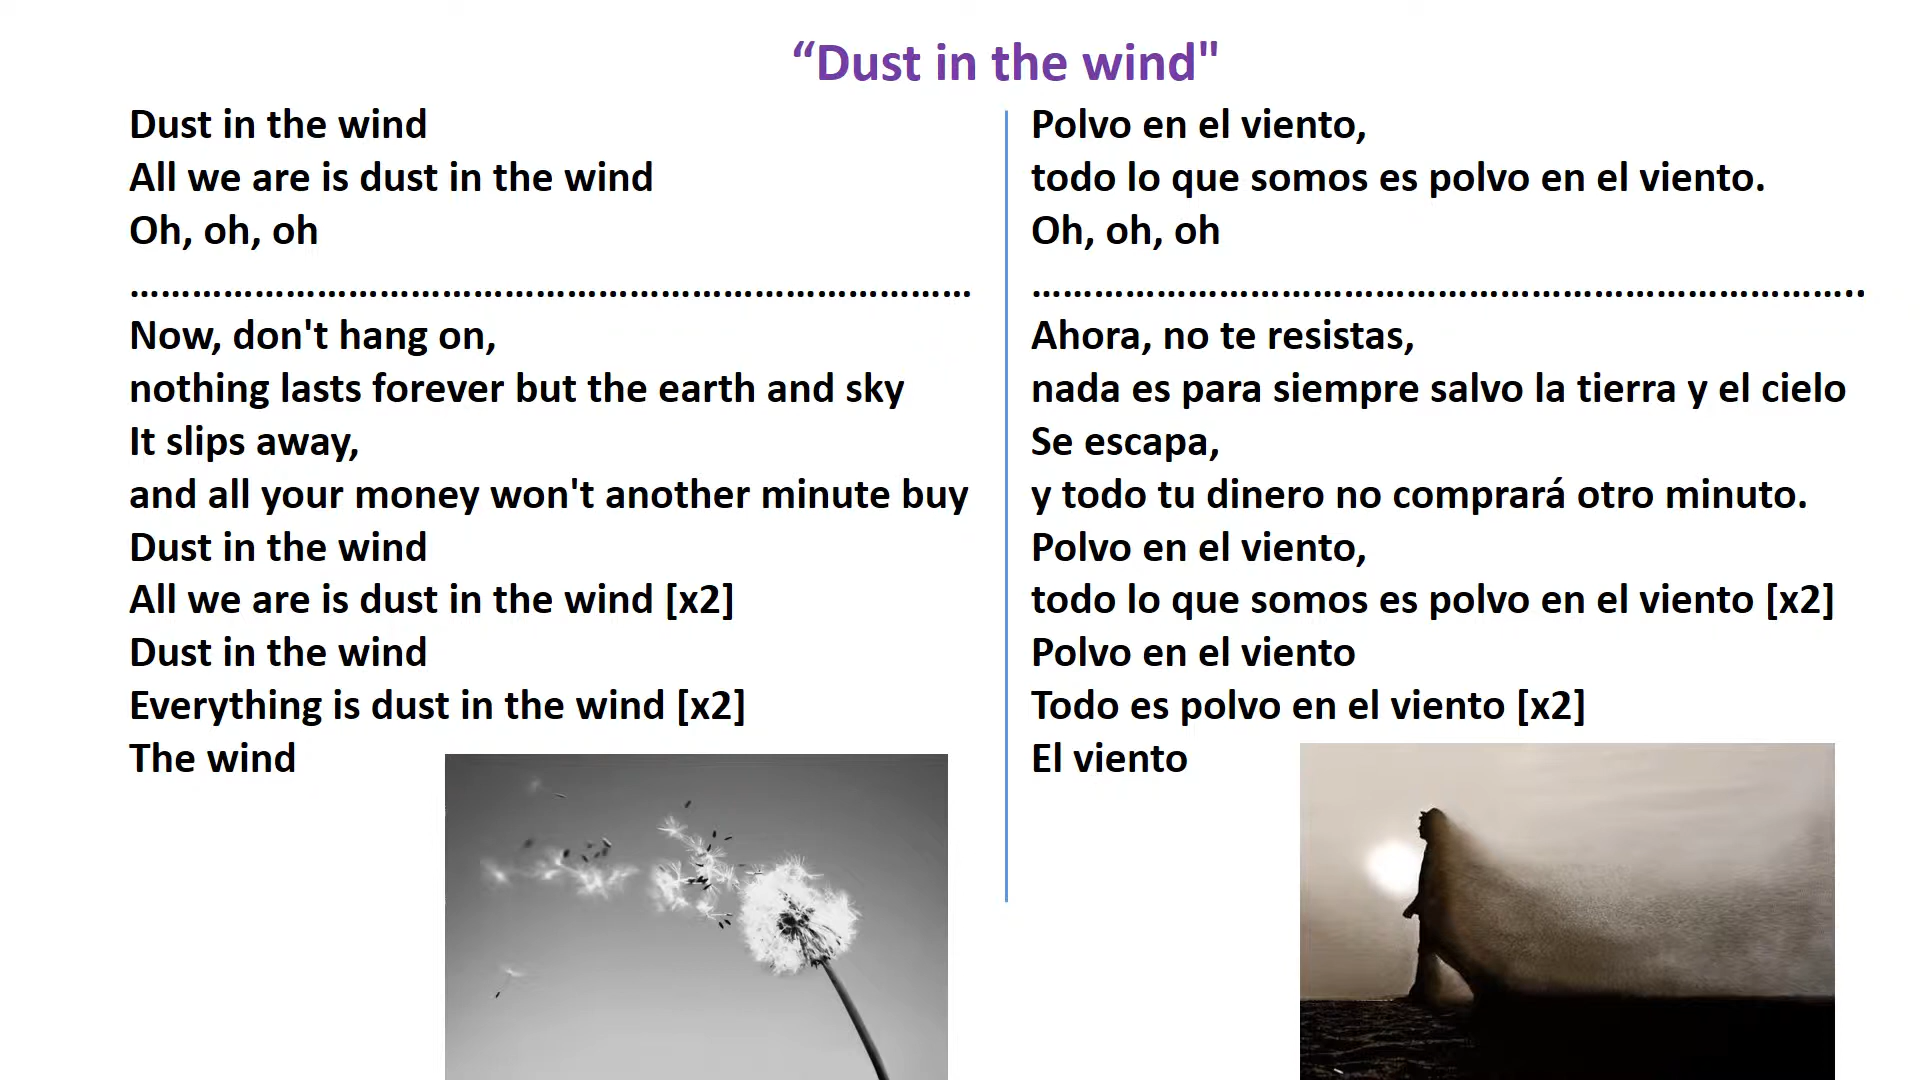 “Dust in the wind"
Dust in the wind
All we are is dust in the wind
Oh, oh, oh
……………………………………………………………………
Now, don't hang on,
nothing lasts forever but the earth and sky
It slips away,
and all your money won't another minute buy
Dust in the wind
All we are is dust in the wind [x2]
Dust in the wind
Everything is dust in the wind [x2]
The wind
Polvo en el viento,
todo lo que somos es polvo en el viento.
Oh, oh, oh
…………………………………………………………………..
Ahora, no te resistas,
nada es para siempre salvo la tierra y el cielo
Se escapa,
y todo tu dinero no comprará otro minuto.
Polvo en el viento,
todo lo que somos es polvo en el viento [x2]
Polvo en el viento
Todo es polvo en el viento [x2]
El viento